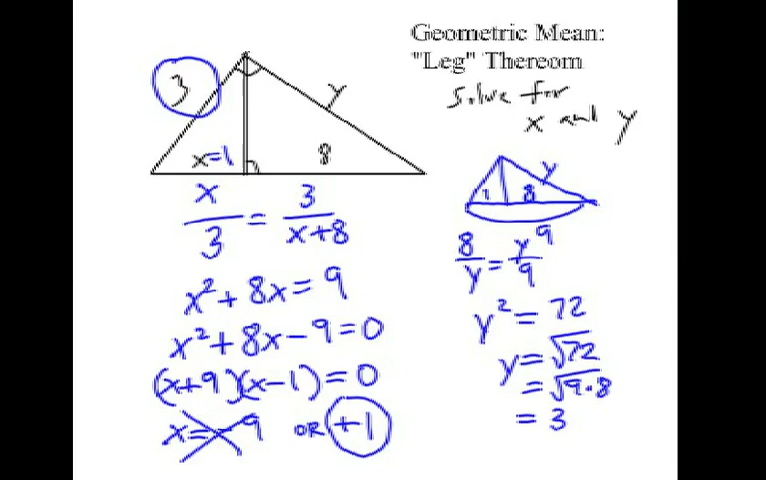 Geometric Mean:
"Leg" Thereom
Solve for
x and y
3
y
x=1
8
x/3 = 3/(x+8)
x² + 8x = 9
x² + 8x - 9 = 0
(x+9)(x-1) = 0
x = -9 OR +1
y
1 8
9
8/y = y/9
y² = 72
y = √72
= √9·8
= 3